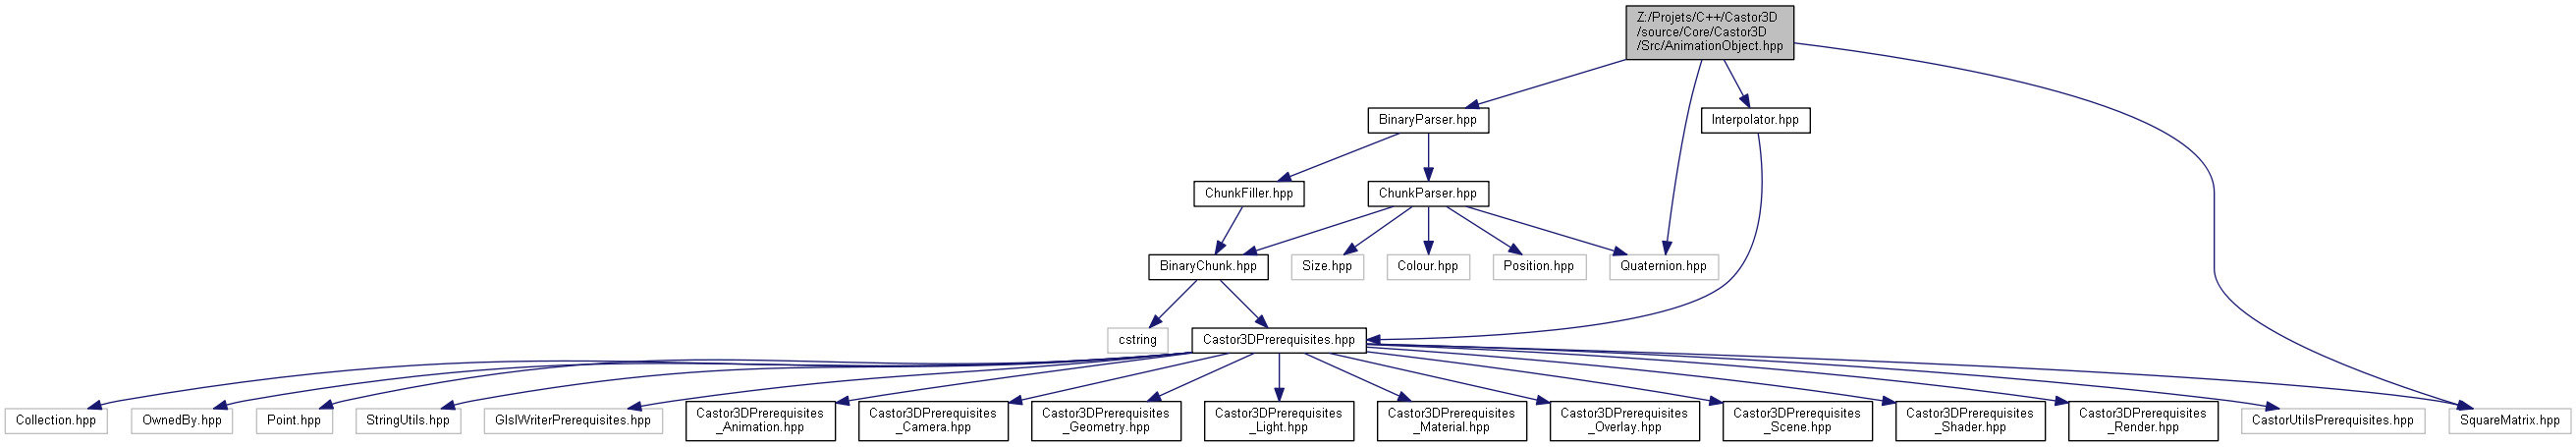 Z:/Projets/C++/Castor3D
/source/Core/Castor3D
/Src/AnimationObject.hpp
BinaryParser.hpp
Interpolator.hpp
ChunkFiller.hpp
ChunkParser.hpp
BinaryChunk.hpp
Size.hpp
Colour.hpp
Position.hpp
Quaternion.hpp
cstring
Castor3DPrerequisites.hpp
Collection.hpp
OwnedBy.hpp
Point.hpp
StringUtils.hpp
GlslWriterPrerequisites.hpp
Castor3DPrerequisites
_Animation.hpp
Castor3DPrerequisites
_Camera.hpp
Castor3DPrerequisites
_Geometry.hpp
Castor3DPrerequisites
_Light.hpp
Castor3DPrerequisites
_Material.hpp
Castor3DPrerequisites
_Overlay.hpp
Castor3DPrerequisites
_Scene.hpp
Castor3DPrerequisites
_Shader.hpp
Castor3DPrerequisites
_Render.hpp
CastorUtilsPrerequisites.hpp
SquareMatrix.hpp